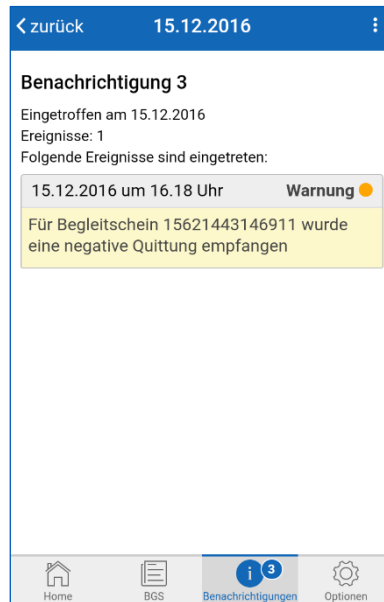 zurück 15.12.2016
Benachrichtigung 3
Eingetroffen am 15.12.2016
Ereignisse: 1
Folgende Ereignisse sind eingetreten:
15.12.2016 um 16.18 Uhr Warnung
Für Begleitschein 15621443146911 wurde
eine negative Quittung empfangen
i 3
Home BGS Benachrichtigungen Optionen